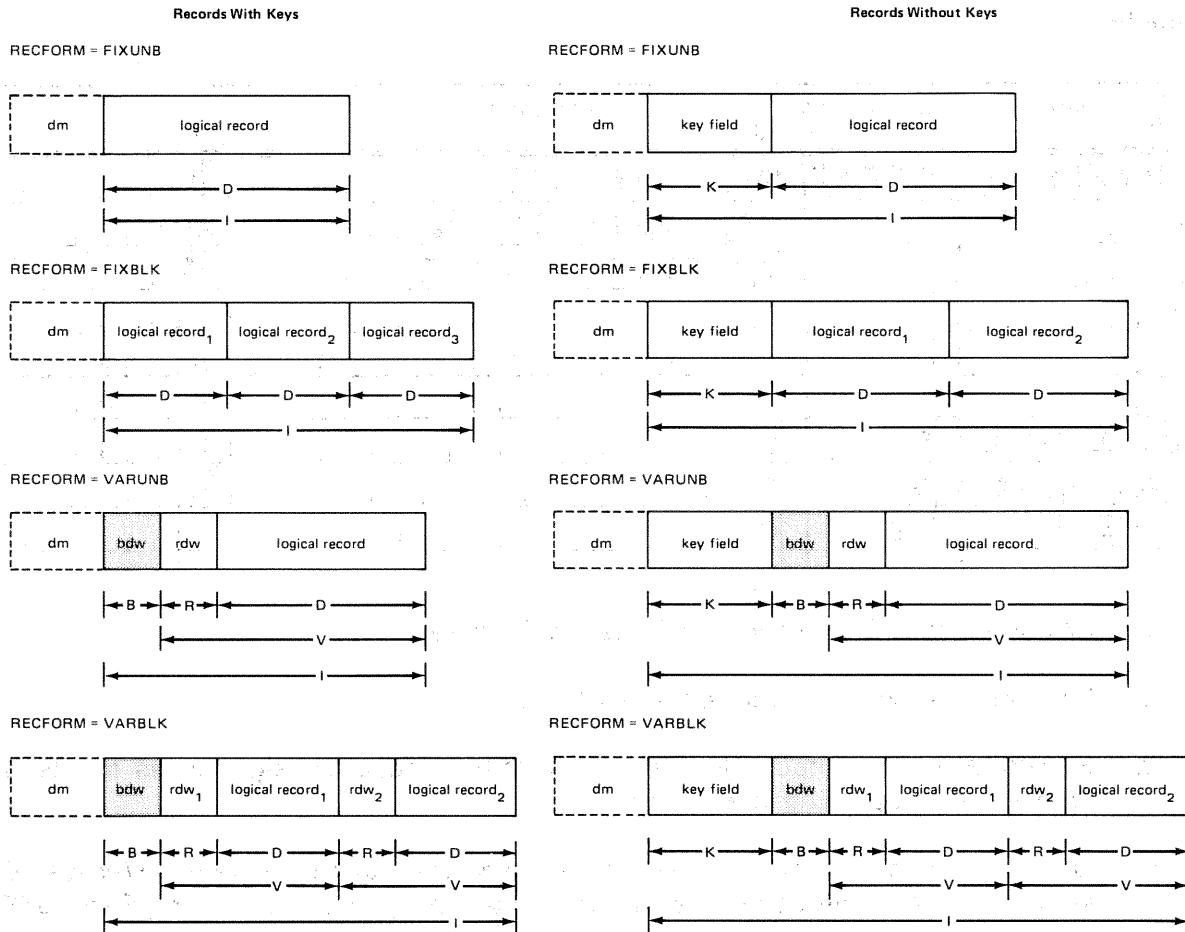 Records With Keys
RECFORM = FIXUNB
dm logical record
D
I
RECFORM = FIXBLK
dm logical record1 logical record2 logical record3
D D D
I
RECFORM = VARUNB
dm bdw rdw logical record
B R D
V
I
RECFORM = VARBLK
dm bdw rdw1 logical record1 rdw2 logical record2
B R D R D
V V
I
Records Without Keys
RECFORM = FIXUNB
dm key field logical record
K D
I
RECFORM = FIXBLK
dm key field logical record1 logical record2
K D D
I
RECFORM = VARUNB
dm key field bdw rdw logical record
K B R D
V
I
RECFORM = VARBLK
dm key field bdw rdw1 logical record1 rdw2 logical record2
K B R D R D
V V
I